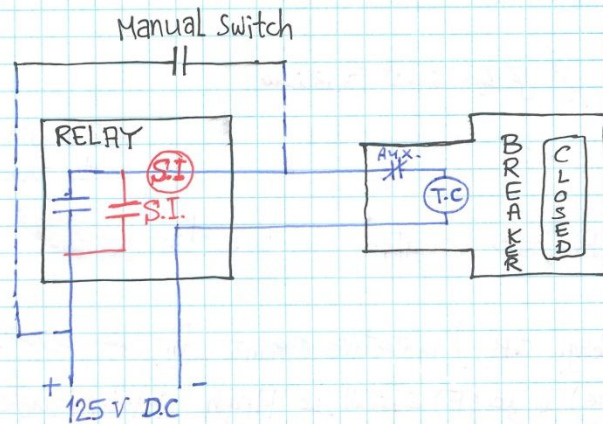 Manual Switch
RELAY
S.I
S.I.
Aux.
T.C
BREAKER
CLOSED
+ 125 V D.C -